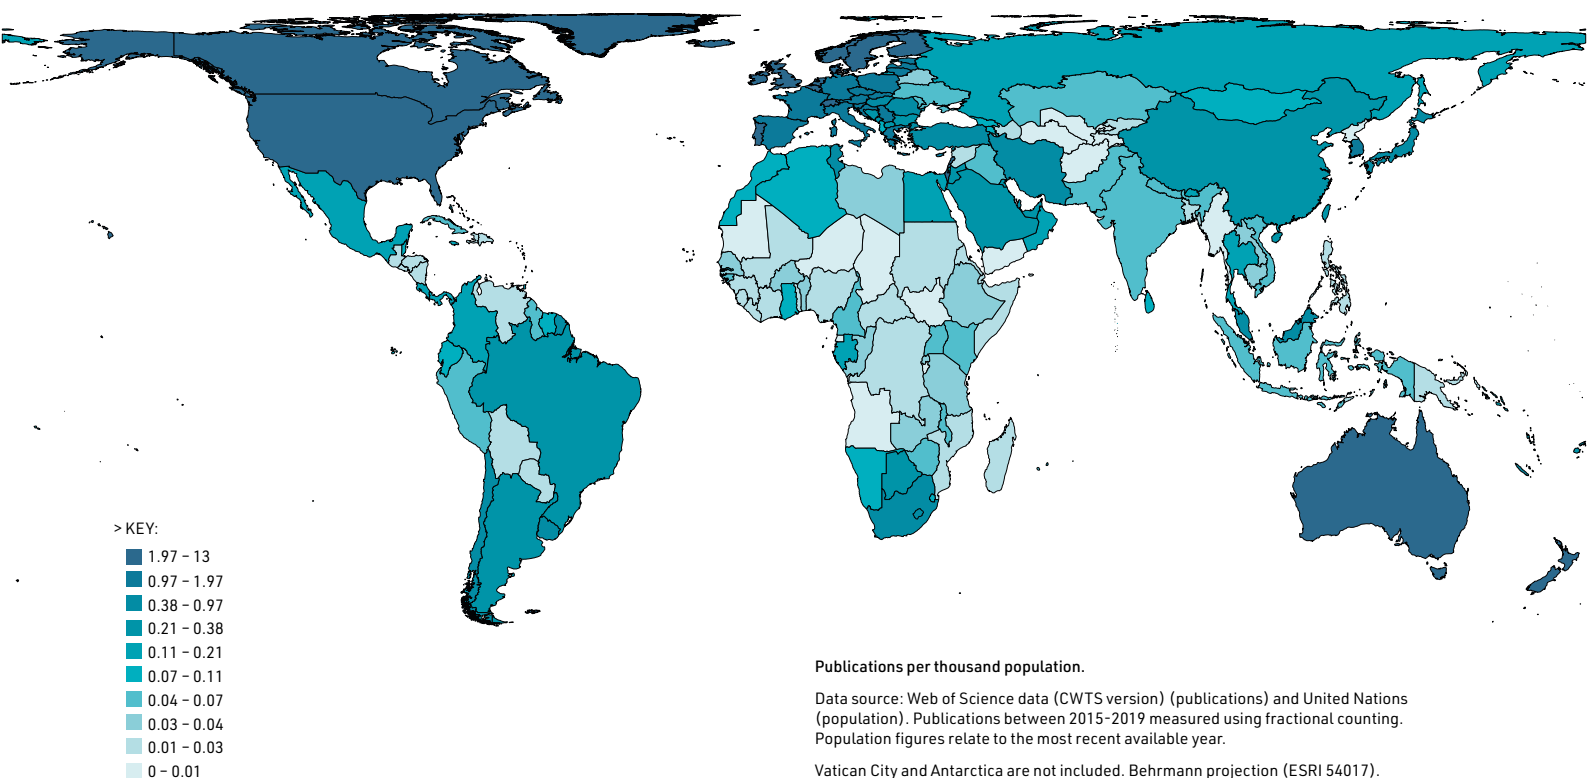 > KEY:
1.97 – 13
0.97 – 1.97
0.38 – 0.97
0.21 – 0.38
0.11 – 0.21
0.07 – 0.11
0.04 – 0.07
0.03 – 0.04
0.01 – 0.03
0 – 0.01
Publications per thousand population.
Data source: Web of Science data (CWTS version) (publications) and United Nations
(population). Publications between 2015-2019 measured using fractional counting.
Population figures relate to the most recent available year.
Vatican City and Antarctica are not included. Behrmann projection (ESRI 54017).